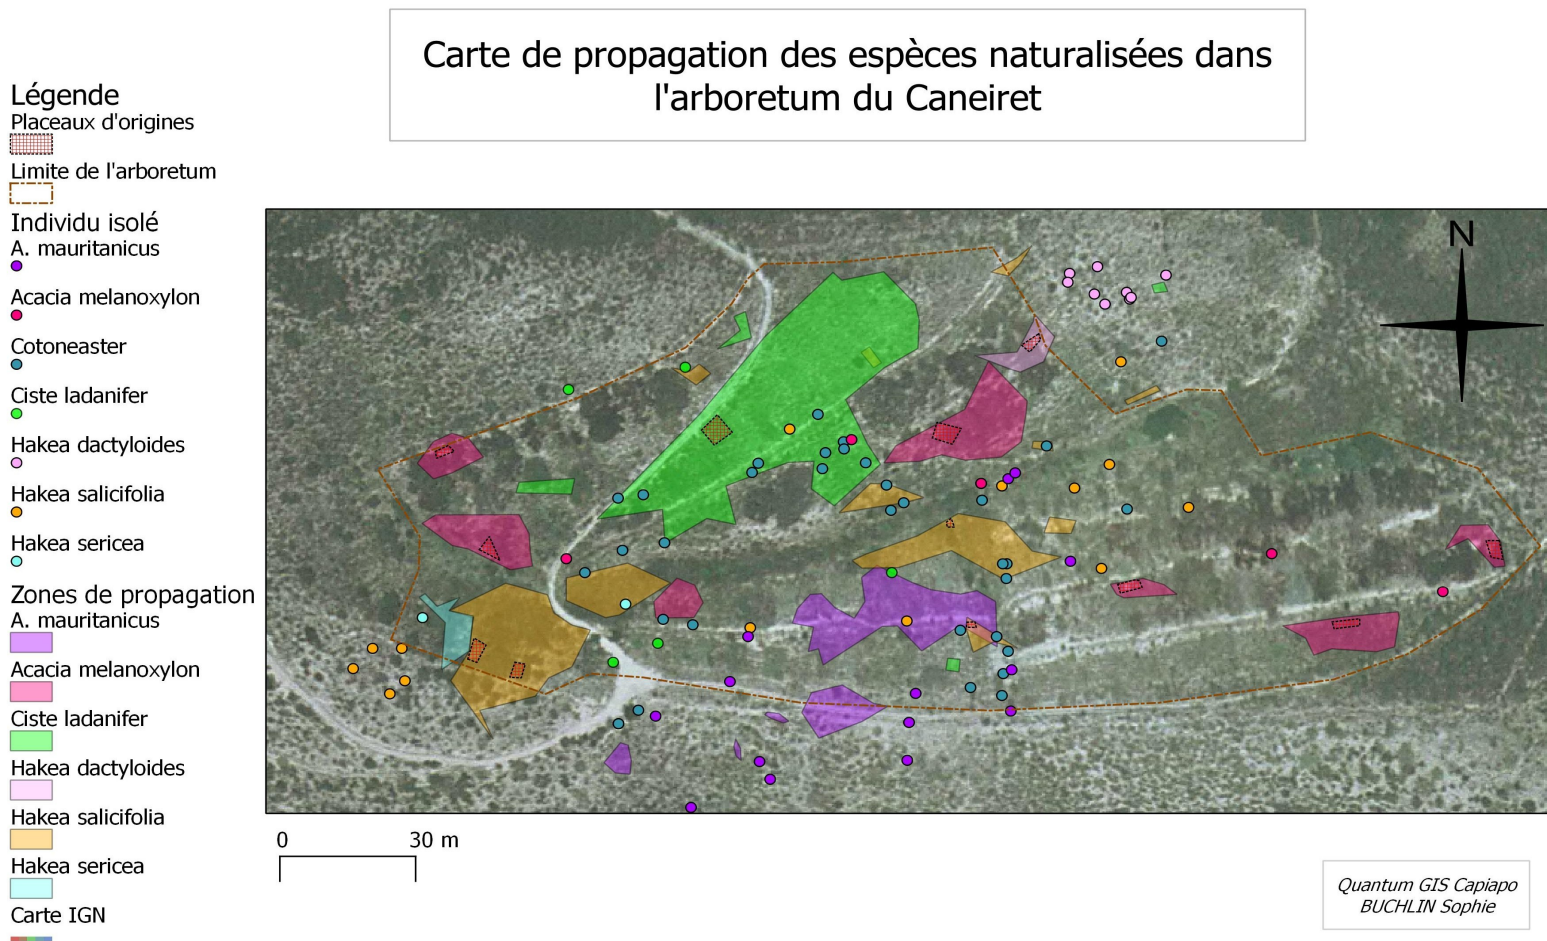 Carte de propagation des espèces naturalisées dans
l'arboretum du Caneiret
Légende
Placeaux d'origines
Limite de l'arboretum
Individu isolé
A. mauritanicus
Acacia melanoxylon
Cotoneaster
Ciste ladanifer
Hakea dactyloides
Hakea salicifolia
Hakea sericea
Zones de propagation
A. mauritanicus
Acacia melanoxylon
Ciste ladanifer
Hakea dactyloides
Hakea salicifolia
Hakea sericea
Carte IGN
N
0 30 m
Quantum GIS Capiapo
BUCHLIN Sophie